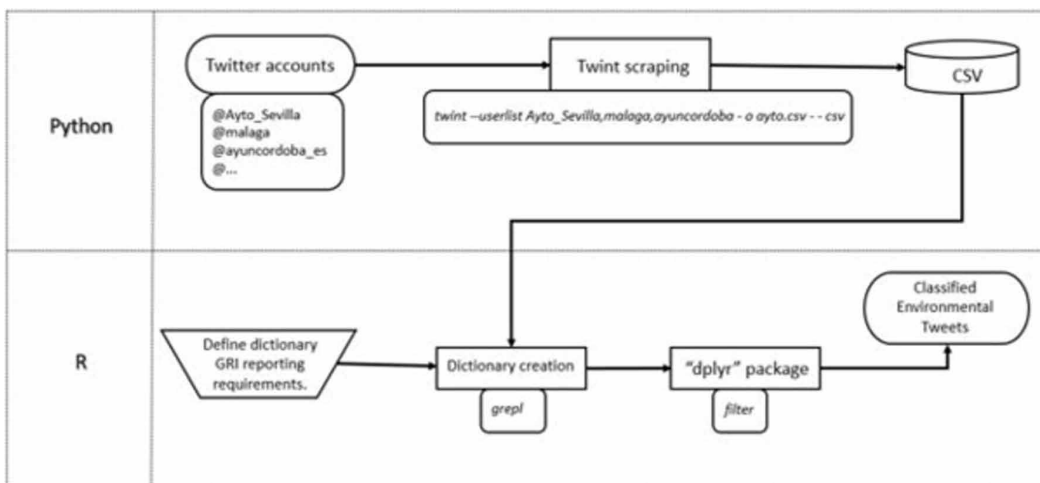 Python
Twitter accounts
@Ayto_Sevilla
@malaga
@ayuncordoba_es
@...
Twint scraping
twint --userlist Ayto_Sevilla,malaga,ayuncordoba - o ayto.csv - - csv
CSV
R
Define dictionary
GRI reporting
requirements.
Dictionary creation
grepl
"dplyr" package
filter
Classified
Environmental
Tweets